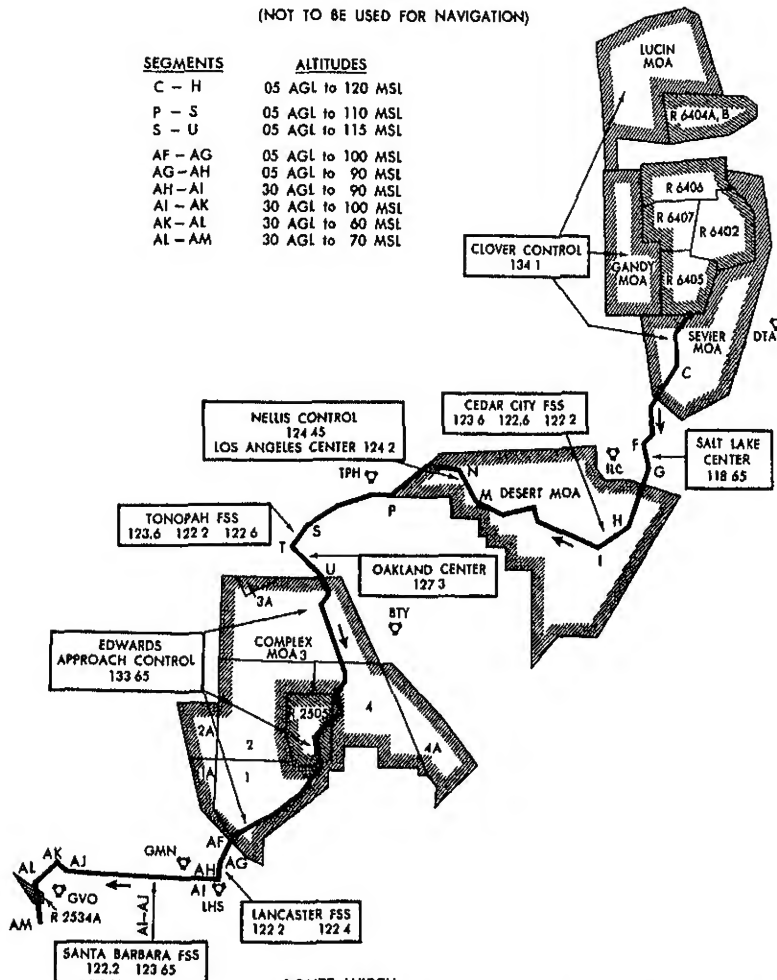 (NOT TO BE USED FOR NAVIGATION)
SEGMENTS ALTITUDES
C - H 05 AGL to 120 MSL
P - S 05 AGL to 110 MSL
S - U 05 AGL to 115 MSL
AF - AG 05 AGL to 100 MSL
AG - AH 05 AGL to 90 MSL
AH - AI 30 AGL to 90 MSL
AI - AK 30 AGL to 100 MSL
AK - AL 30 AGL to 60 MSL
AL - AM 30 AGL to 70 MSL
LUCIN
MOA
R 6404A, B
R 6406
R 6407
R 6402
CLOVER CONTROL
134 1
GANDY
MOA
R 6405
SEVIER
MOA
DTA
C
NELLIS CONTROL
124 45
LOS ANGELES CENTER 124 2
CEDAR CITY FSS
123 6 122,6 122 2
F
SALT LAKE
CENTER
118 65
ILC
G
TPH
N
M
DESERT MOA
P
H
I
TONOPAH FSS
123,6 122 2 122 6
S
T
U
OAKLAND CENTER
127 3
3A
BTY
EDWARDS
APPROACH CONTROL
133 65
COMPLEX
MOA 3
2505
4
4A
2A
2
1A
1
AF
AG
AH
AI
GMN
LHS
AK
AJ
AL
GVO
AM
R 2534A
AI-AJ
LANCASTER FSS
122 2 122 4
SANTA BARBARA FSS
122,2 123 65